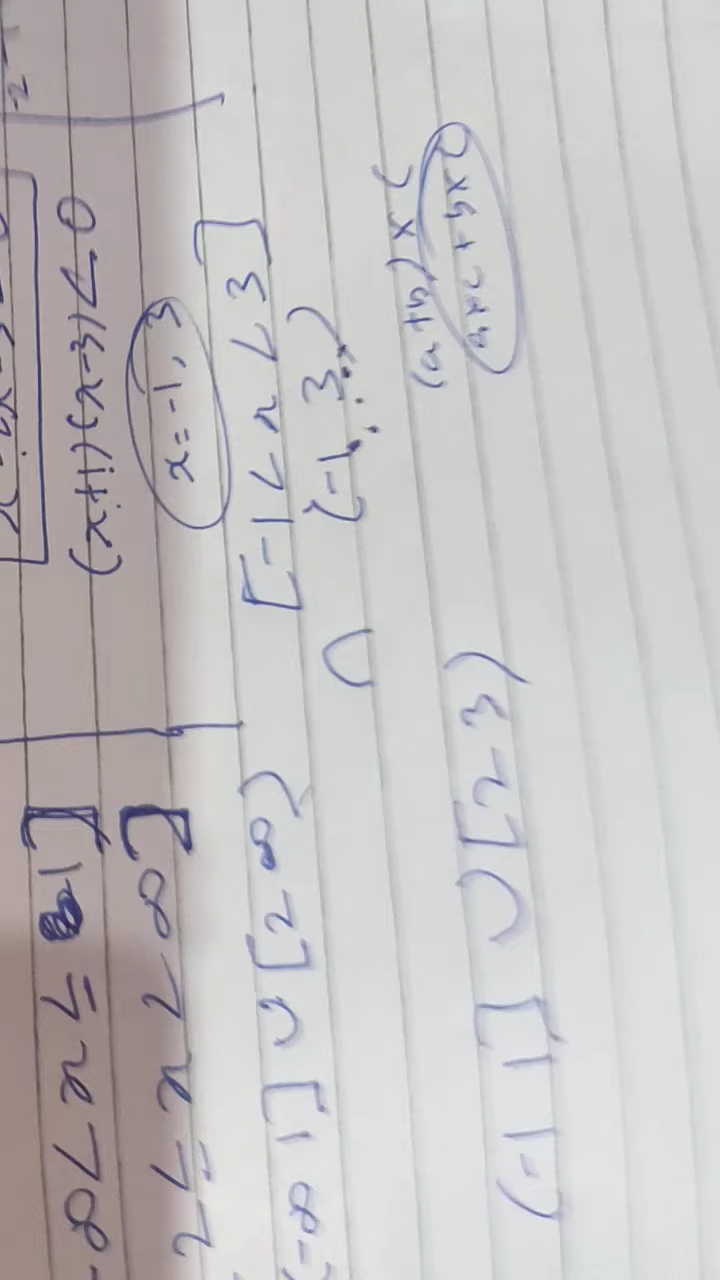 (x+1)(x-3)<0
x=-1, 3
-∞<x≤1]
2≤x<∞]
[-1<x<3]
(-∞ 1] ∪ [2 ∞)
∩
(-1, 3)
(a+b)×c
a×c+b×c
(-1 1] ∪ [2 3)